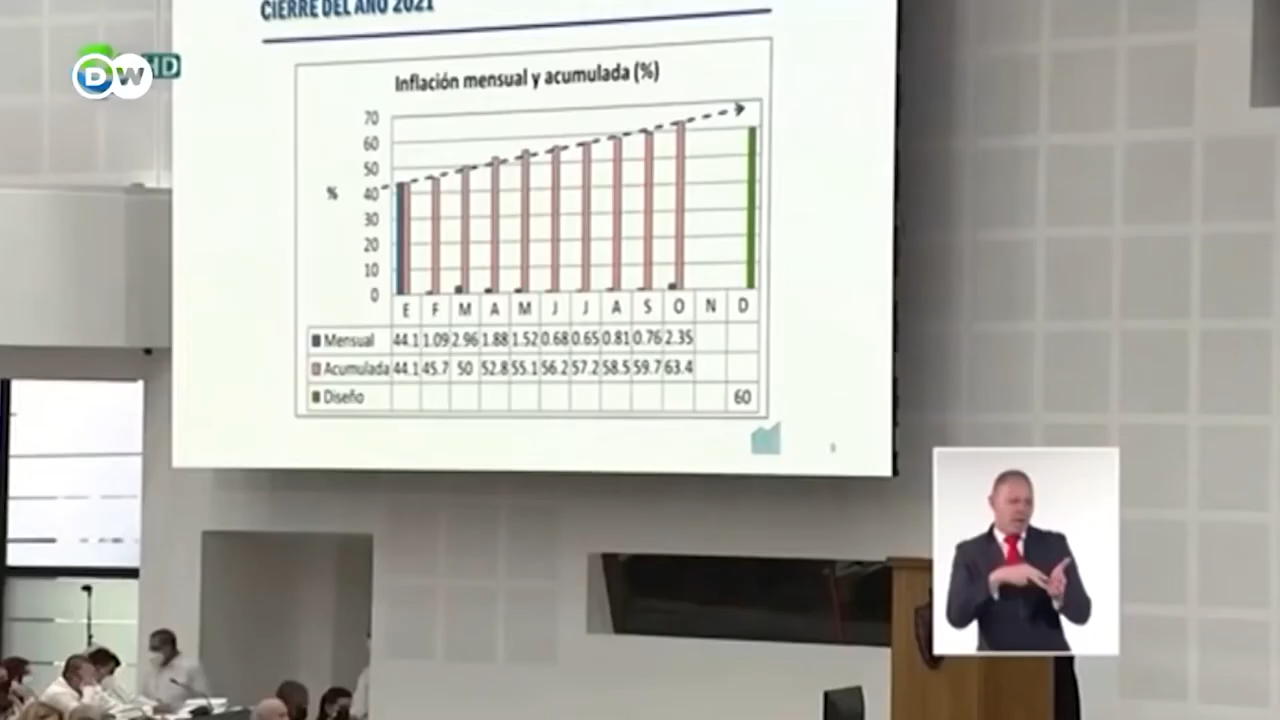 CIERRE DEL AÑO 2021
DW HD
Inflación mensual y acumulada (%)
70
60
50
40
30
20
10
0
%
E F M A M J J A S O N D
Mensual 44.1 1.09 2.96 1.88 1.52 0.68 0.65 0.81 0.76 2.35
Acumulada 44.1 45.7 50 52.8 55.1 56.2 57.2 58.5 59.7 63.4
Diseño 60